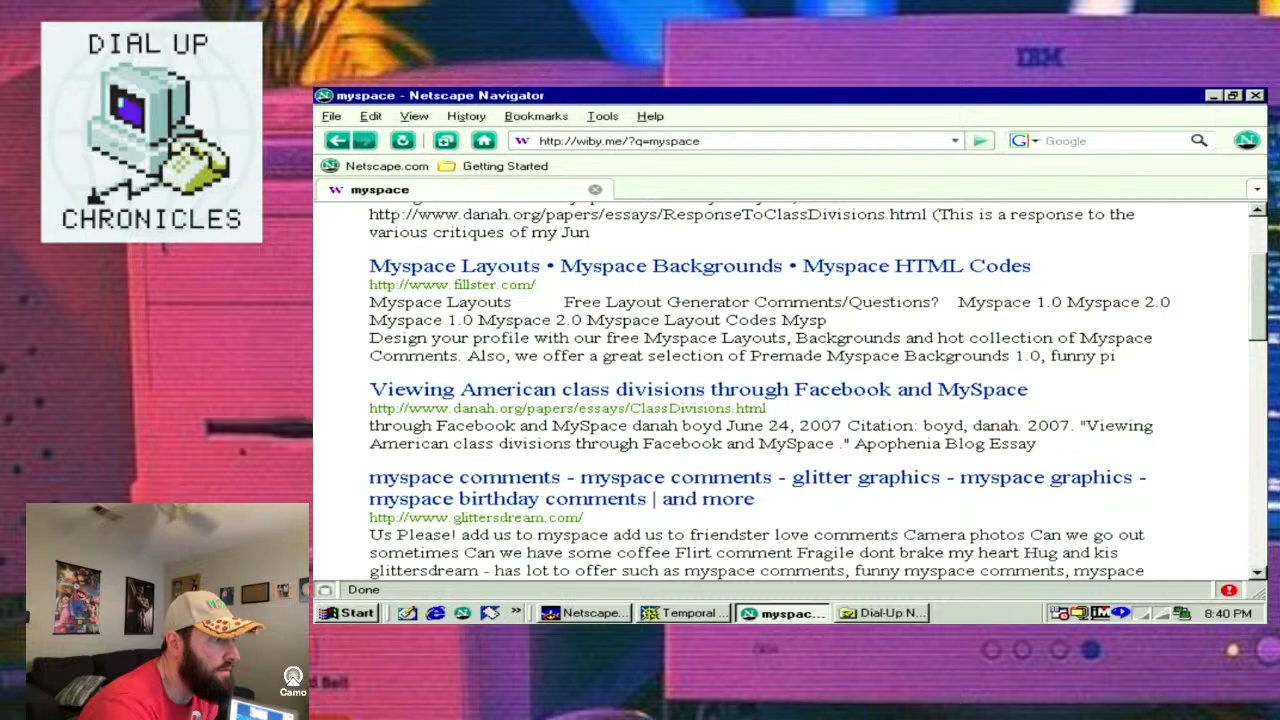 DIAL UP
CHRONICLES
IBM
myspace - Netscape Navigator
File Edit View History Bookmarks Tools Help
http://wiby.me/?q=myspace
Google
Netscape.com Getting Started
myspace
http://www.danah.org/papers/essays/ResponseToClassDivisions.html (This is a response to the
various critiques of my Jun
Myspace Layouts • Myspace Backgrounds • Myspace HTML Codes
http://www.fillster.com/
Myspace Layouts Free Layout Generator Comments/Questions? Myspace 1.0 Myspace 2.0
Myspace 1.0 Myspace 2.0 Myspace Layout Codes Mysp
Design your profile with our free Myspace Layouts, Backgrounds and hot collection of Myspace
Comments. Also, we offer a great selection of Premade Myspace Backgrounds 1.0, funny pi
Viewing American class divisions through Facebook and MySpace
http://www.danah.org/papers/essays/ClassDivisions.html
through Facebook and MySpace danah boyd June 24, 2007 Citation: boyd, danah. 2007. "Viewing
American class divisions through Facebook and MySpace ." Apophenia Blog Essay
myspace comments - myspace comments - glitter graphics - myspace graphics -
myspace birthday comments | and more
http://www.glittersdream.com/
Us Please! add us to myspace add us to friendster love comments Camera photos Can we go out
sometimes Can we have some coffee Flirt comment Fragile dont brake my heart Hug and kis
glittersdream - has lot to offer such as myspace comments, funny myspace comments, myspace
Done
Start Netscape... Temporal ... myspac... Dial-Up N... 8:40 PM
Camo